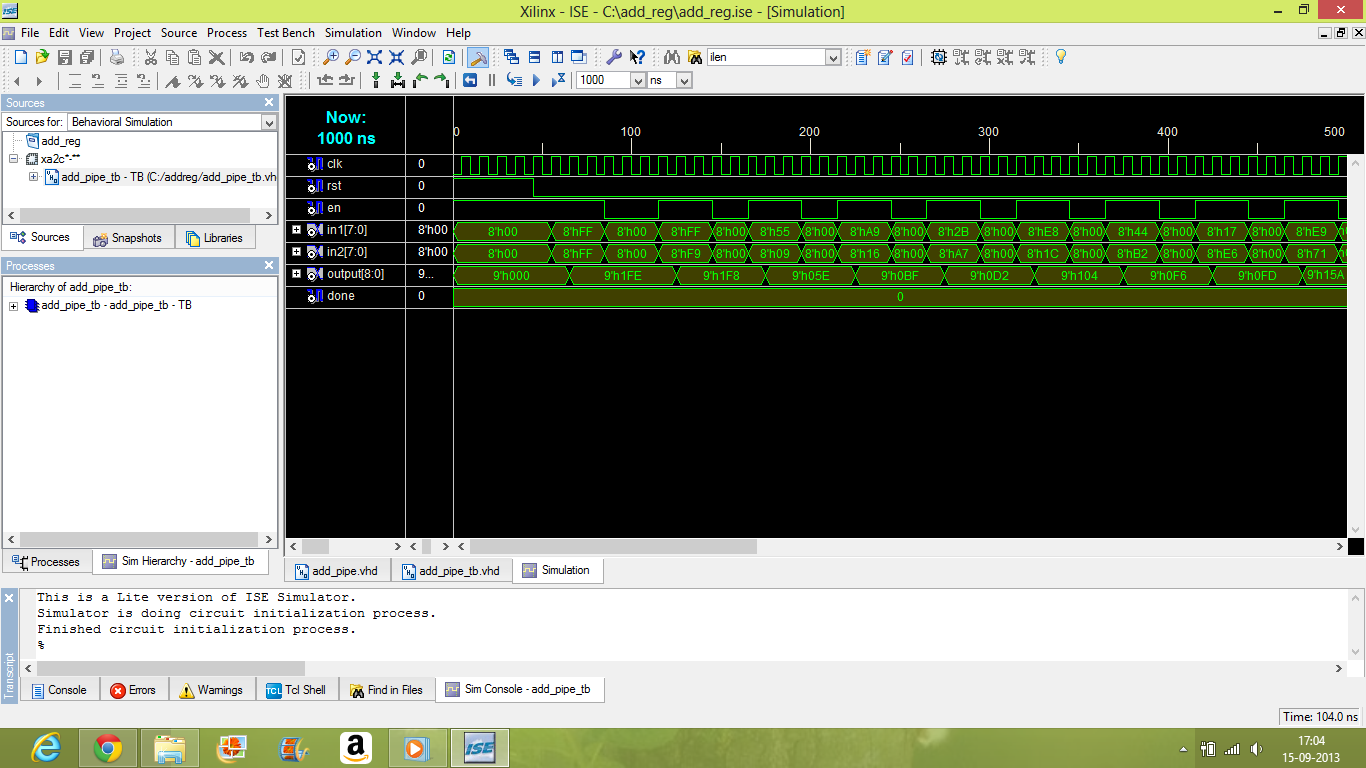 Xilinx - ISE - C:\add_reg\add_reg.ise - [Simulation]
File Edit View Project Source Process Test Bench Simulation Window Help
ilen
1000 ns
Sources
Sources for: Behavioral Simulation
add_reg
xa2c*-**
add_pipe_tb - TB (C:/addreg/add_pipe_tb.vh
Sources Snapshots Libraries
Processes
Hierarchy of add_pipe_tb:
add_pipe_tb - add_pipe_tb - TB
Processes Sim Hierarchy - add_pipe_tb
Now:
1000 ns
0 100 200 300 400 500
clk 0
rst 0
en 0
in1[7:0] 8'h00 8'h00 8'hFF 8'h00 8'hFF 8'h00 8'h55 8'h00 8'hA9 8'h00 8'h2B 8'h00 8'hE8 8'h00 8'h44 8'h00 8'h17 8'h00 8'hE9
in2[7:0] 8'h00 8'h00 8'hFF 8'h00 8'hF9 8'h00 8'h09 8'h00 8'h16 8'h00 8'hA7 8'h00 8'h1C 8'h00 8'hB2 8'h00 8'hE6 8'h00 8'h71
output[8:0] 9... 9'h000 9'h1FE 9'h1F8 9'h05E 9'h0BF 9'h0D2 9'h104 9'h0F6 9'h0FD 9'h15A
done 0 0
add_pipe.vhd add_pipe_tb.vhd Simulation
This is a Lite version of ISE Simulator.
Simulator is doing circuit initialization process.
Finished circuit initialization process.
%
Transcript
Console Errors Warnings Tcl Shell Find in Files Sim Console - add_pipe_tb
Time: 104.0 ns
17:04
15-09-2013